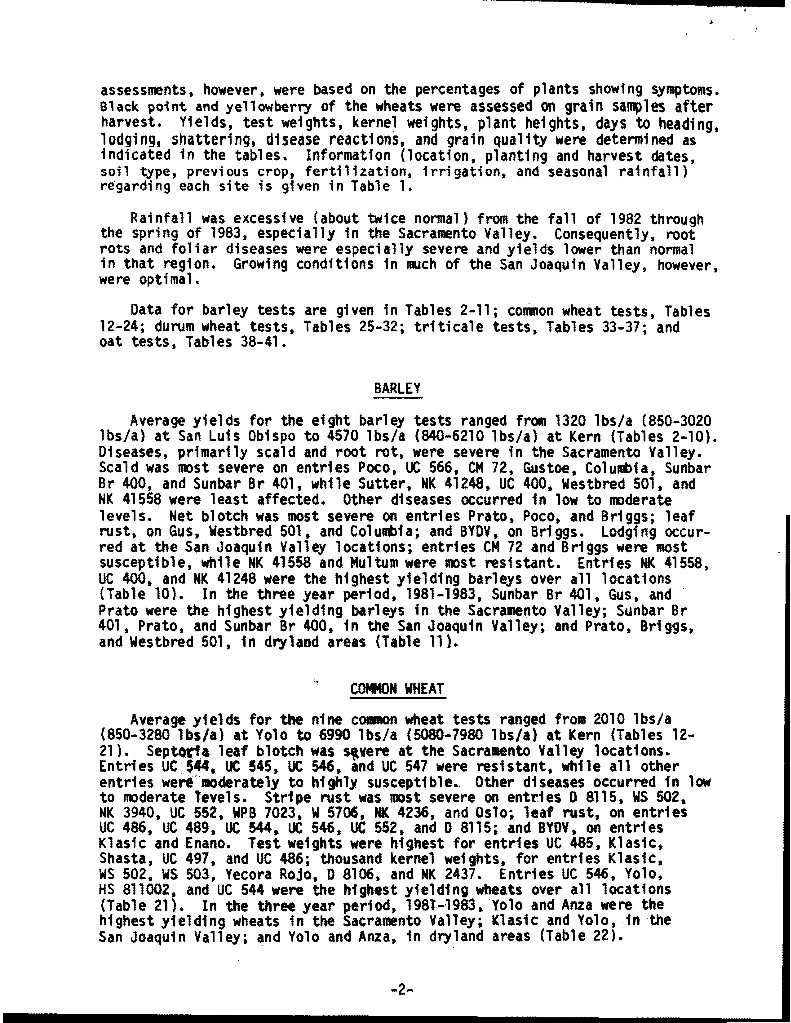 assessments, however, were based on the percentages of plants showing symptoms.
Black point and yellowberry of the wheats were assessed on grain samples after
harvest. Yields, test weights, kernel weights, plant heights, days to heading,
lodging, shattering, disease reactions, and grain quality were determined as
indicated in the tables. Information (location, planting and harvest dates,
soil type, previous crop, fertilization, irrigation, and seasonal rainfall)
regarding each site is given in Table 1.
Rainfall was excessive (about twice normal) from the fall of 1982 through
the spring of 1983, especially in the Sacramento Valley. Consequently, root
rots and foliar diseases were especially severe and yields lower than normal
in that region. Growing conditions in much of the San Joaquin Valley, however,
were optimal.
Data for barley tests are given in Tables 2-11; common wheat tests, Tables
12-24; durum wheat tests, Tables 25-32; triticale tests, Tables 33-37; and
oat tests, Tables 38-41.
BARLEY
Average yields for the eight barley tests ranged from 1320 lbs/a (850-3020
lbs/a) at San Luis Obispo to 4570 lbs/a (840-6210 lbs/a) at Kern (Tables 2-10).
Diseases, primarily scald and root rot, were severe in the Sacramento Valley.
Scald was most severe on entries Poco, UC 566, CM 72, Gustoe, Columbia, Sunbar
Br 400, and Sunbar Br 401, while Sutter, NK 41248, UC 400, Westbred 501, and
NK 41558 were least affected. Other diseases occurred in low to moderate
levels. Net blotch was most severe on entries Prato, Poco, and Briggs; leaf
rust, on Gus, Westbred 501, and Columbia; and BYDV, on Briggs. Lodging occur-
red at the San Joaquin Valley locations; entries CM 72 and Briggs were most
susceptible, while NK 41558 and Multum were most resistant. Entries NK 41558,
UC 400, and NK 41248 were the highest yielding barleys over all locations
(Table 10). In the three year period, 1981-1983, Sunbar Br 401, Gus, and
Prato were the highest yielding barleys in the Sacramento Valley; Sunbar Br
401, Prato, and Sunbar Br 400, in the San Joaquin Valley; and Prato, Briggs,
and Westbred 501, in dryland areas (Table 11).
COMMON WHEAT
Average yields for the nine common wheat tests ranged from 2010 lbs/a
(850-3280 lbs/a) at Yolo to 6990 lbs/a (5080-7980 lbs/a) at Kern (Tables 12-
21). Septoria leaf blotch was severe at the Sacramento Valley locations.
Entries UC 544, UC 545, UC 546, and UC 547 were resistant, while all other
entries were moderately to highly susceptible. Other diseases occurred in low
to moderate levels. Stripe rust was most severe on entries D 8115, WS 502,
NK 3940, UC 552, WPB 7023, W 5706, NK 4236, and Oslo; leaf rust, on entries
UC 486, UC 489, UC 544, UC 546, UC 552, and D 8115; and BYDV, on entries
Klasic and Enano. Test weights were highest for entries UC 485, Klasic,
Shasta, UC 497, and UC 486; thousand kernel weights, for entries Klasic,
WS 502, WS 503, Yecora Rojo, D 8106, and NK 2437. Entries UC 546, Yolo,
HS 811002, and UC 544 were the highest yielding wheats over all locations
(Table 21). In the three year period, 1981-1983, Yolo and Anza were the
highest yielding wheats in the Sacramento Valley; Klasic and Yolo, in the
San Joaquin Valley; and Yolo and Anza, in dryland areas (Table 22).
-2-